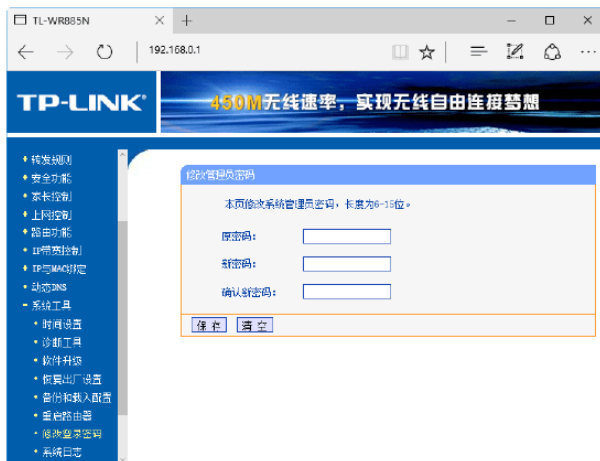 TL-WR885N
192.168.0.1
TP-LINK
450M无线速率，实现无线自由连接梦想
转发规则
安全功能
家长控制
上网控制
路由功能
IP带宽控制
IP与MAC绑定
动态DNS
系统工具
时间设置
诊断工具
软件升级
恢复出厂设置
备份和载入配置
重启路由器
修改登录密码
系统日志
修改管理员密码
本页修改系统管理员密码，长度为6-15位。
原密码：
新密码：
确认新密码：
保存 清空